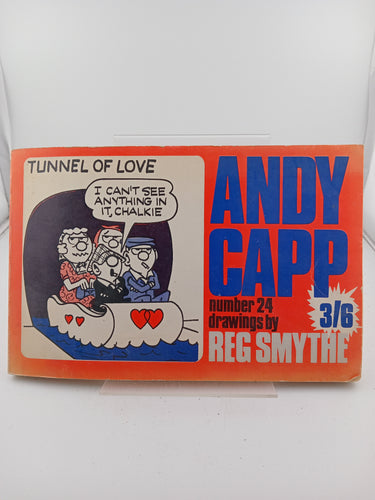 TUNNEL OF LOVE
I CAN'T SEE
ANYTHING IN
IT, CHALKIE
ANDY
CAPP
number 24
drawings by
3/6
REG SMYTHE